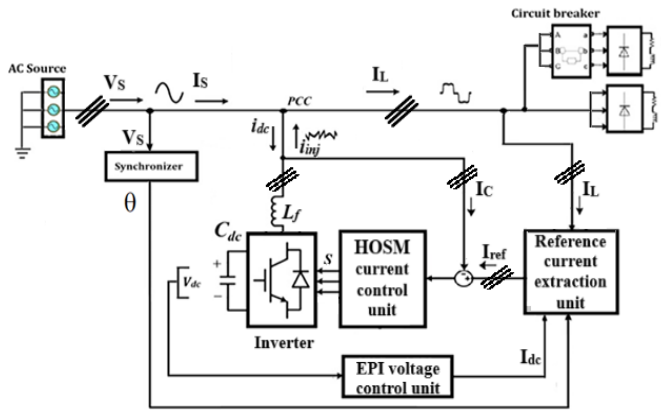 Circuit breaker
A a
B b
C c
AC Source
VS
IS
IL
PCC
idc
iinj
VS
Synchronizer
θ
IC
IL
Lf
Cdc
+
−
Vdc
S
HOSM
current
control
unit
Iref
Reference
current
extraction
unit
Inverter
Idc
EPI voltage
control unit